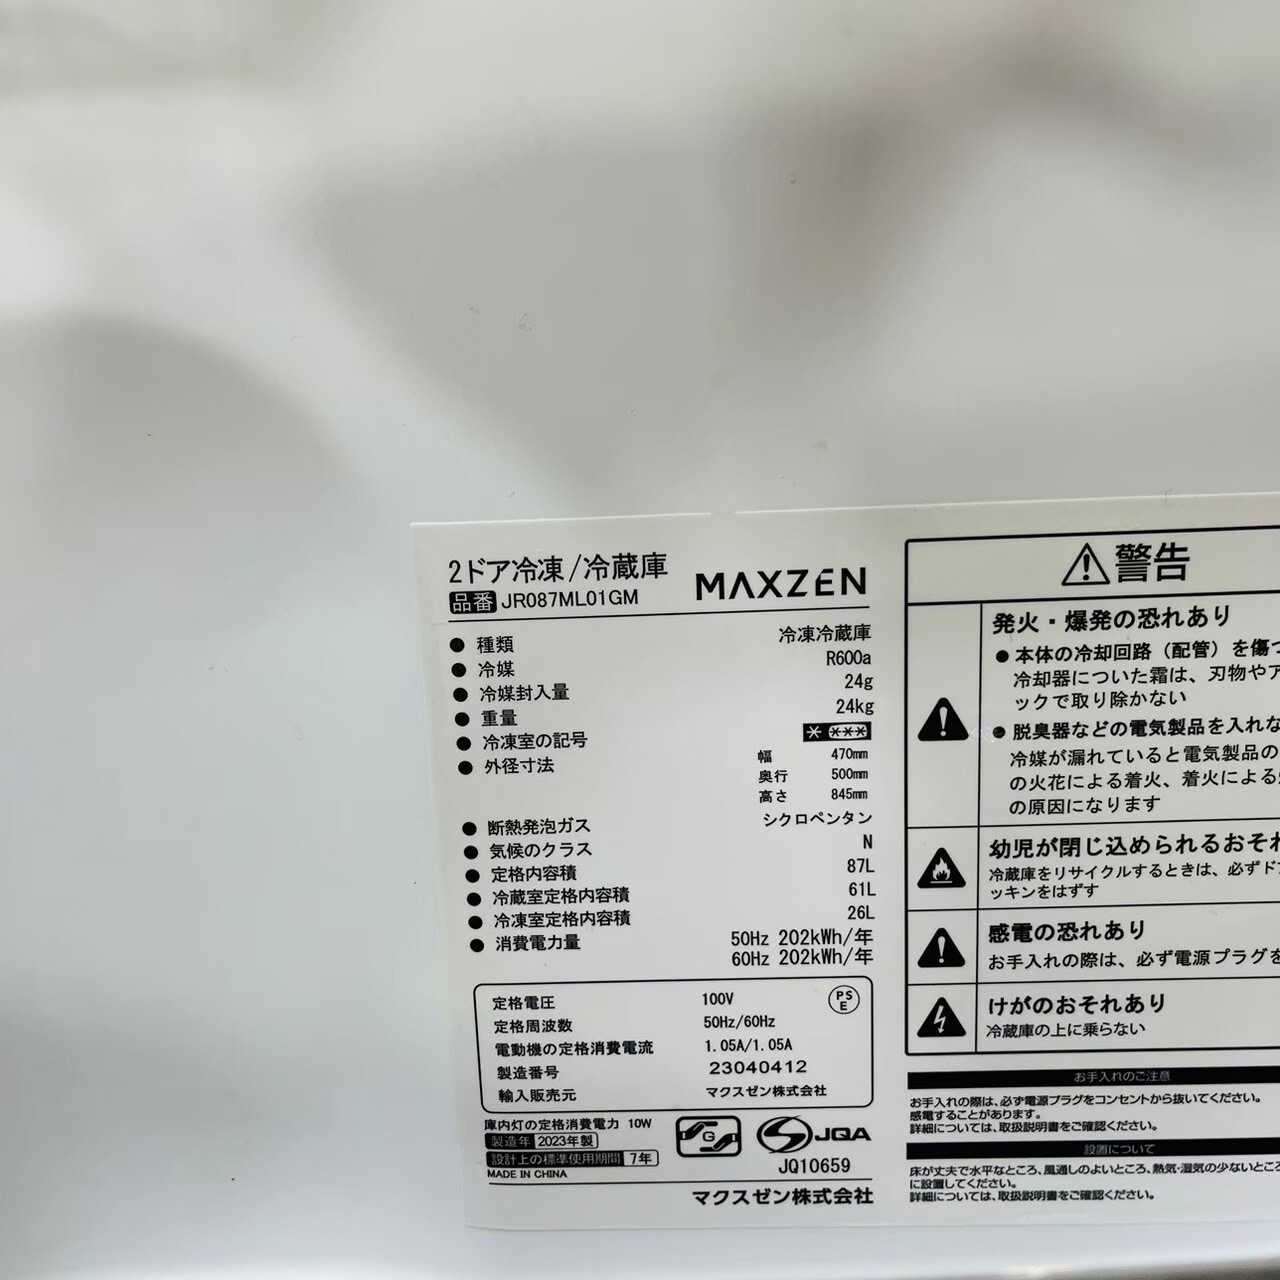 2ドア冷凍/冷蔵庫
MAXZEN
品番 JR087ML01GM
● 種類 冷凍冷蔵庫
● 冷媒 R600a
● 冷媒封入量 24g
● 重量 24kg
● 冷凍室の記号
● 外径寸法 幅 470mm
奥行 500mm
高さ 845mm
● 断熱発泡ガス シクロペンタン
● 気候のクラス N
● 定格内容積 87L
● 冷蔵室定格内容積 61L
● 冷凍室定格内容積 26L
● 消費電力量 50Hz 202kWh/年
60Hz 202kWh/年
定格電圧 100V
PS
E
定格周波数 50Hz/60Hz
電動機の定格消費電流 1.05A/1.05A
製造番号 23040412
輸入販売元 マクスゼン株式会社
庫内灯の定格消費電力 10W
製造年 2023年製
設計上の標準使用期間 7年
MADE IN CHINA
G
JQA
JQ10659
マクスゼン株式会社
警告
発火・爆発の恐れあり
● 本体の冷却回路（配管）を傷つ
冷却器についた霜は、刃物やア
ックで取り除かない
● 脱臭器などの電気製品を入れな
冷媒が漏れていると電気製品の
の火花による着火、着火による
の原因になります
幼児が閉じ込められるおそれ
冷蔵庫をリサイクルするときは、必ずド
ッキンをはずす
感電の恐れあり
お手入れの際は、必ず電源プラグを
けがのおそれあり
冷蔵庫の上に乗らない
お手入れのご注意
お手入れの際は、必ず電源プラグをコンセントから抜いてください。
感電することがあります。
詳細については、取扱説明書をご確認ください。
設置について
床が丈夫で水平なところ、風通しのよいところ、熱気・湿気の少ないところ
に設置してください。
詳細については、取扱説明書をご確認ください。